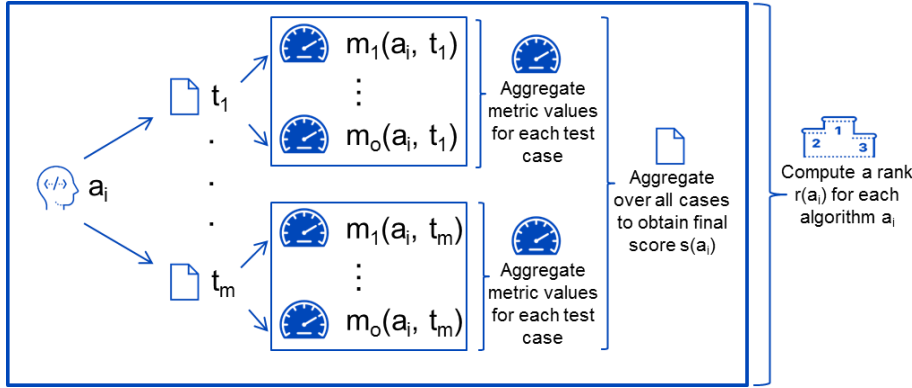 aᵢ
t₁
m₁(aᵢ, t₁)
⋮
mₒ(aᵢ, t₁)
Aggregate
metric values
for each test
case
.
.
.
tₘ
m₁(aᵢ, tₘ)
⋮
mₒ(aᵢ, tₘ)
Aggregate
metric values
for each test
case
Aggregate
over all cases
to obtain final
score s(aᵢ)
1
2
3
Compute a rank
r(aᵢ) for each
algorithm aᵢ